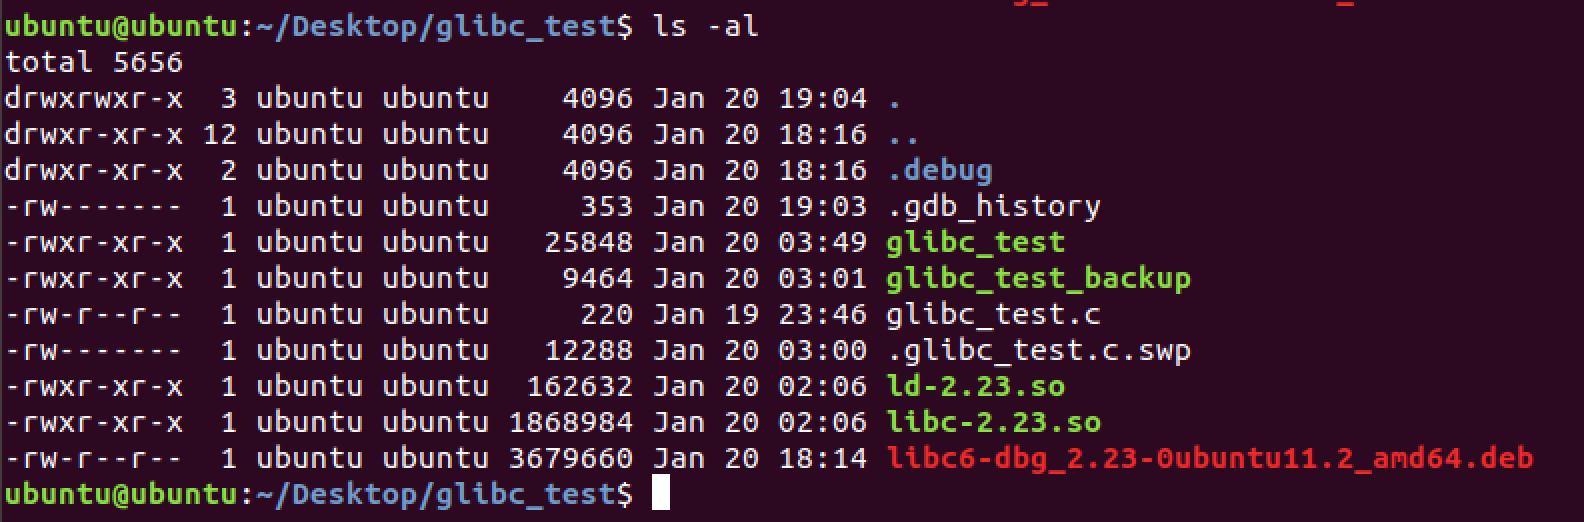 ubuntu@ubuntu:~/Desktop/glibc_test$ ls -al
total 5656
drwxrwxr-x  3 ubuntu ubuntu    4096 Jan 20 19:04 .
drwxr-xr-x 12 ubuntu ubuntu    4096 Jan 20 18:16 ..
drwxr-xr-x  2 ubuntu ubuntu    4096 Jan 20 18:16 .debug
-rw-------  1 ubuntu ubuntu     353 Jan 20 19:03 .gdb_history
-rwxr-xr-x  1 ubuntu ubuntu   25848 Jan 20 03:49 glibc_test
-rwxr-xr-x  1 ubuntu ubuntu    9464 Jan 20 03:01 glibc_test_backup
-rw-r--r--  1 ubuntu ubuntu     220 Jan 19 23:46 glibc_test.c
-rw-------  1 ubuntu ubuntu   12288 Jan 20 03:00 .glibc_test.c.swp
-rwxr-xr-x  1 ubuntu ubuntu  162632 Jan 20 02:06 ld-2.23.so
-rwxr-xr-x  1 ubuntu ubuntu 1868984 Jan 20 02:06 libc-2.23.so
-rw-r--r--  1 ubuntu ubuntu 3679660 Jan 20 18:14 libc6-dbg_2.23-0ubuntu11.2_amd64.deb
ubuntu@ubuntu:~/Desktop/glibc_test$